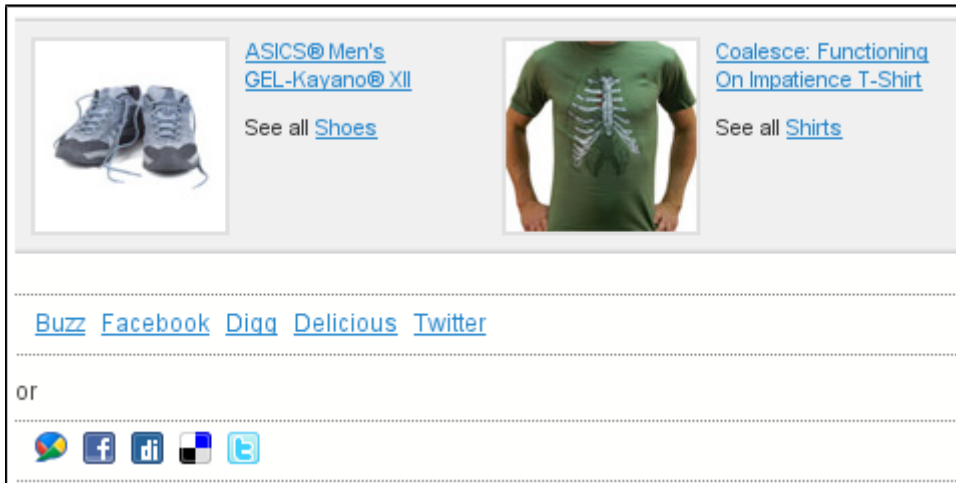 ASICS® Men's
GEL-Kayano® XII
See all Shoes
Coalesce: Functioning
On Impatience T-Shirt
See all Shirts
Buzz Facebook Digg Delicious Twitter
or
f di t